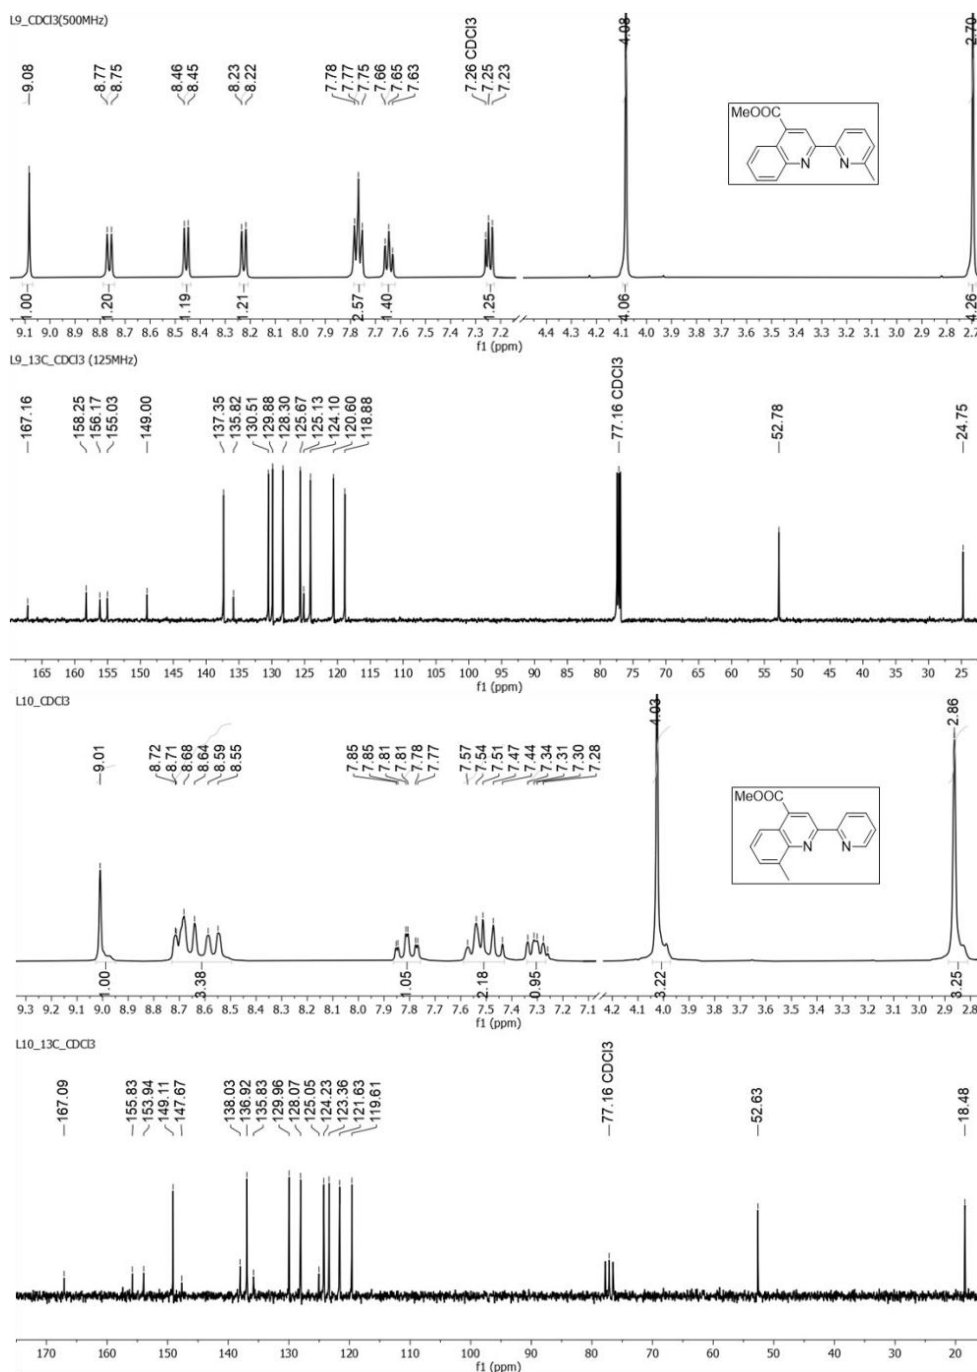 L9_CDCl3(500MHz)
9.08 8.77 8.75 8.46 8.45 8.23 8.22 7.78 7.77 7.75 7.66 7.65 7.63 7.26 CDCl3 7.25 7.23 4.08 2.70
MeOOC
N N
1.00 1.20 1.19 1.21 2.57 1.40 1.25 4.06 4.26
9.1 9.0 8.9 8.8 8.7 8.6 8.5 8.4 8.3 8.2 8.1 8.0 7.9 7.8 7.7 7.6 7.5 7.4 7.3 7.2 4.4 4.3 4.2 4.1 4.0 3.9 3.8 3.7 3.6 3.5 3.4 3.3 3.2 3.1 3.0 2.9 2.8 2.7
f1 (ppm)
L9_13C_CDCl3 (125MHz)
167.16 158.25 156.17 155.03 149.00 137.35 135.82 130.51 129.88 128.30 125.67 125.13 124.10 120.60 118.88 77.16 CDCl3 52.78 24.75
165 160 155 150 145 140 135 130 125 120 115 110 105 100 95 90 85 80 75 70 65 60 55 50 45 40 35 30 25
f1 (ppm)
L10_CDCl3
9.01 8.72 8.71 8.68 8.64 8.59 8.55 7.85 7.85 7.81 7.81 7.78 7.77 7.57 7.54 7.51 7.47 7.44 7.34 7.31 7.30 7.28 4.03 2.86
MeOOC
N N
1.00 3.38 1.05 2.18 0.95 3.22 3.25
9.3 9.2 9.1 9.0 8.9 8.8 8.7 8.6 8.5 8.4 8.3 8.2 8.1 8.0 7.9 7.8 7.7 7.6 7.5 7.4 7.3 7.2 7.1 4.2 4.1 4.0 3.9 3.8 3.7 3.6 3.5 3.4 3.3 3.2 3.1 3.0 2.9 2.8
f1 (ppm)
L10_13C_CDCl3
167.09 155.83 153.94 149.11 147.67 138.03 136.92 135.83 129.96 128.07 125.05 124.23 123.36 121.63 119.61 77.16 CDCl3 52.63 18.48
170 160 150 140 130 120 110 100 90 80 70 60 50 40 30 20
f1 (ppm)